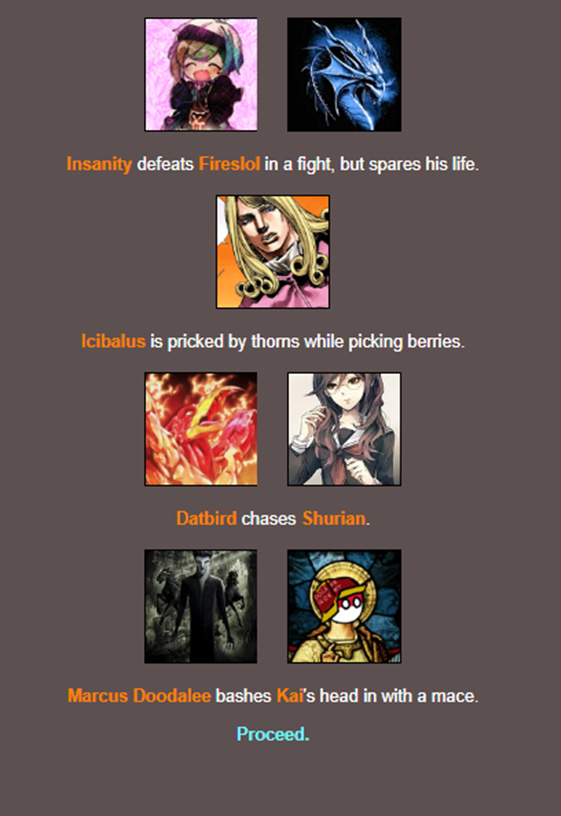 Insanity defeats Fireslol in a fight, but spares his life.
Icibalus is pricked by thorns while picking berries.
Datbird chases Shurian.
Marcus Doodalee bashes Kai's head in with a mace.
Proceed.